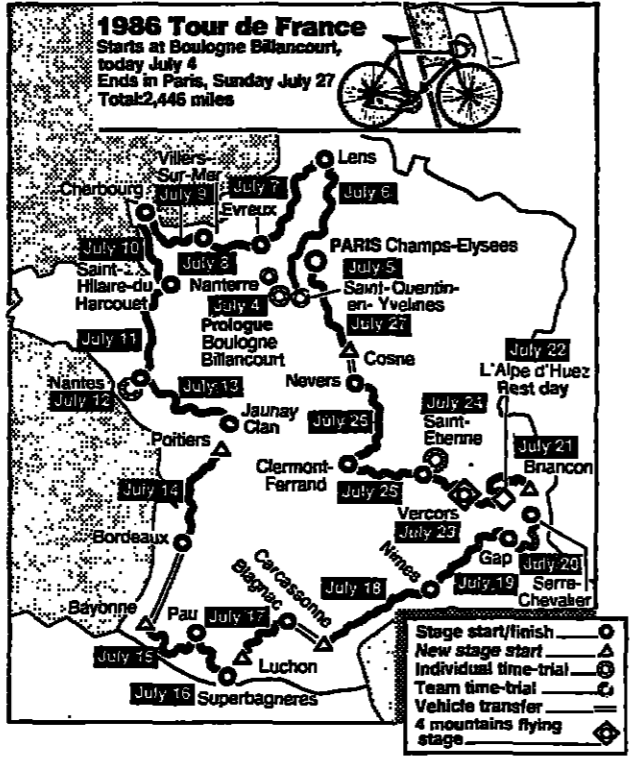 1986 Tour de France
Starts at Boulogne Billancourt,
today July 4
Ends in Paris, Sunday July 27
Total:2,446 miles
Villers-
Sur-Mer
Lens
Cherbourg
July 9
July 7
July 6
Evreux
PARIS Champs-Elysees
July 10
July 8
July 5
Saint-
Hilaire-du
Harcouet
Nanterre
Saint-Quentin-
en-Yvelines
July 4
Prologue
Boulogne
Billancourt
July 27
July 11
July 22
Cosne
L'Alpe d'Huez
Rest day
Nantes
July 12
July 13
Nevers
July 24
Jaunay
Clan
July 26
Saint-
Etienne
Poitiers
July 21
Briancon
Clermont-
Ferrand
July 25
July 14
Vercors
July 23
Bordeaux
Nimes
Gap
July 20
Carcassonne
Blagnac
July 18
July 19
Serre-
Chevalier
Bayonne
Pau
July 17
July 15
Luchon
July 16
Superbagneres
Stage start/finish
New stage start
Individual time-trial
Team time-trial
Vehicle transfer
4 mountains flying
stage